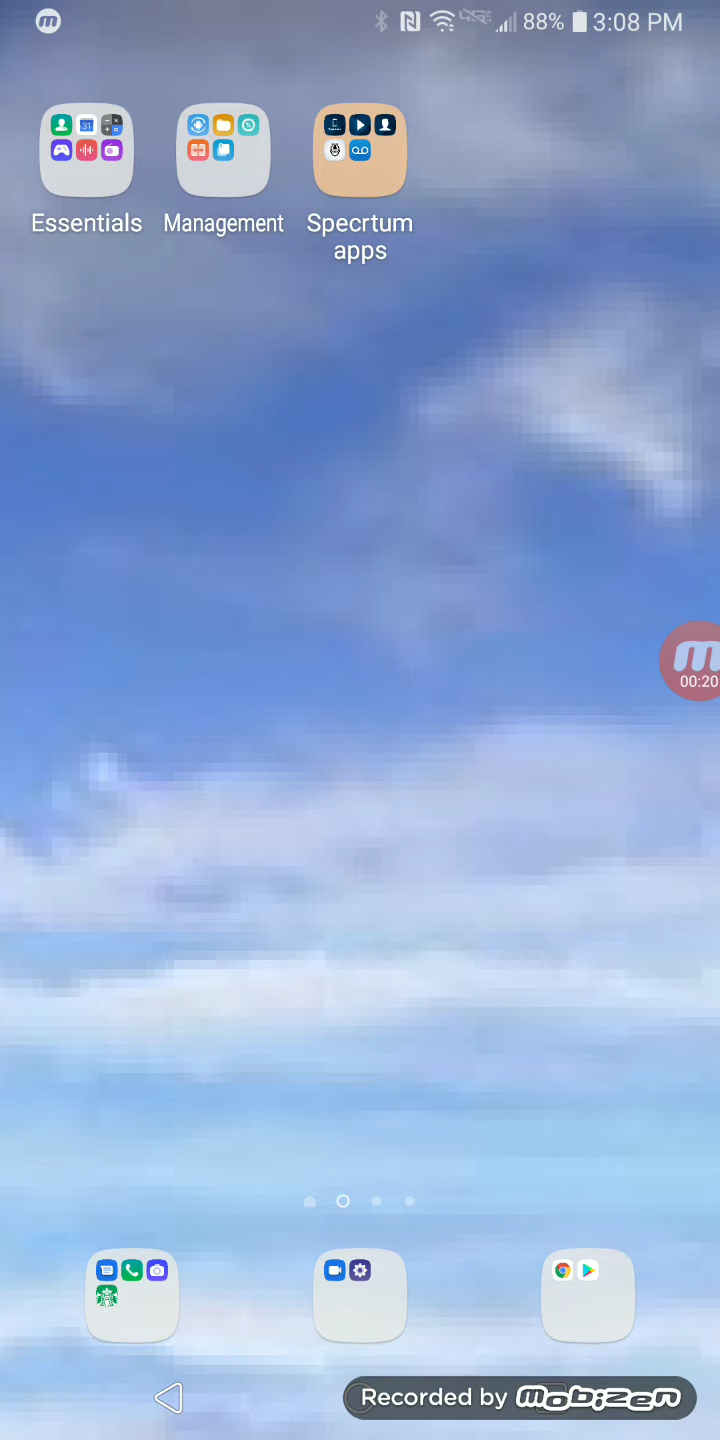 m 88% 3:08 PM
31
Essentials Management Specrtum
apps
m
00:20
Recorded by mobizen